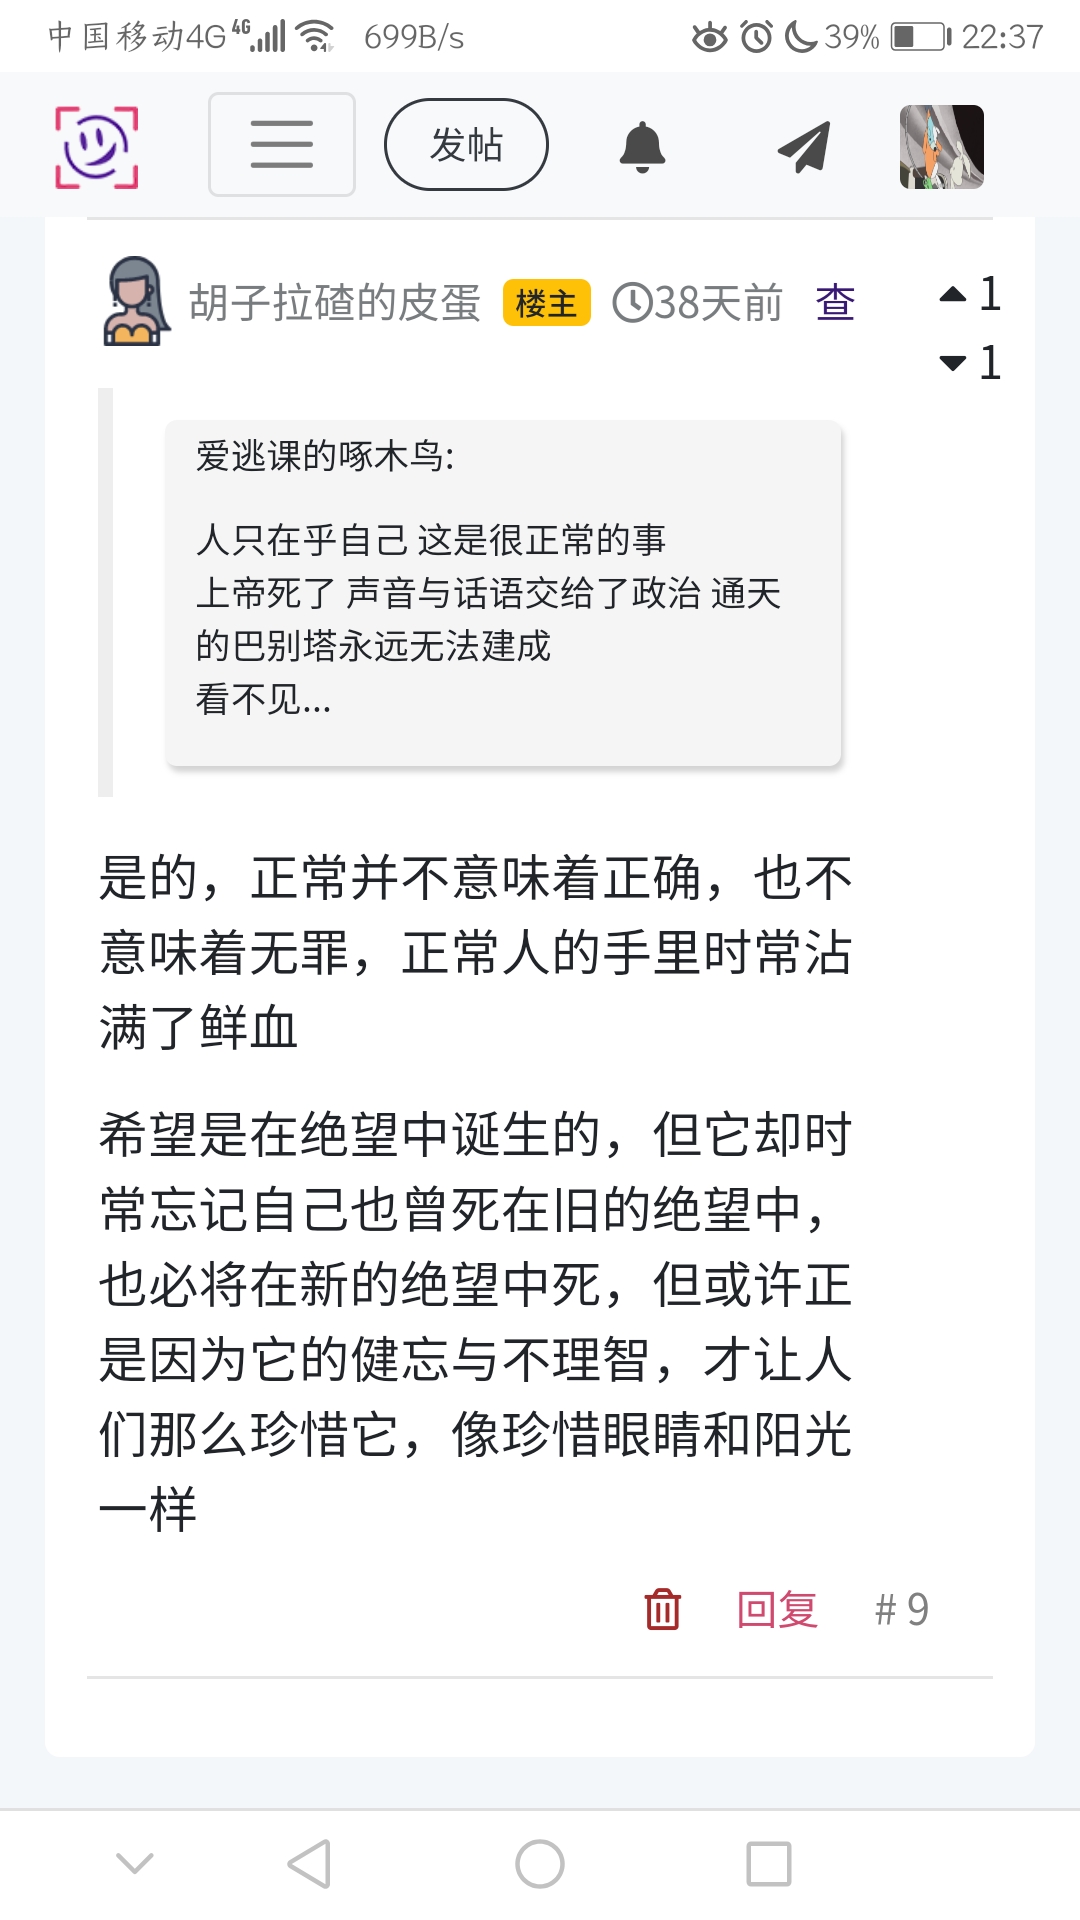 中国移动4G 4G 699B/s 39% 22:37
发帖
胡子拉碴的皮蛋 楼主 38天前 查 1
1
爱逃课的啄木鸟:
人只在乎自己 这是很正常的事
上帝死了 声音与话语交给了政治 通天
的巴别塔永远无法建成
看不见...
是的，正常并不意味着正确，也不
意味着无罪，正常人的手里时常沾
满了鲜血
希望是在绝望中诞生的，但它却时
常忘记自己也曾死在旧的绝望中，
也必将在新的绝望中死，但或许正
是因为它的健忘与不理智，才让人
们那么珍惜它，像珍惜眼睛和阳光
一样
回复 # 9